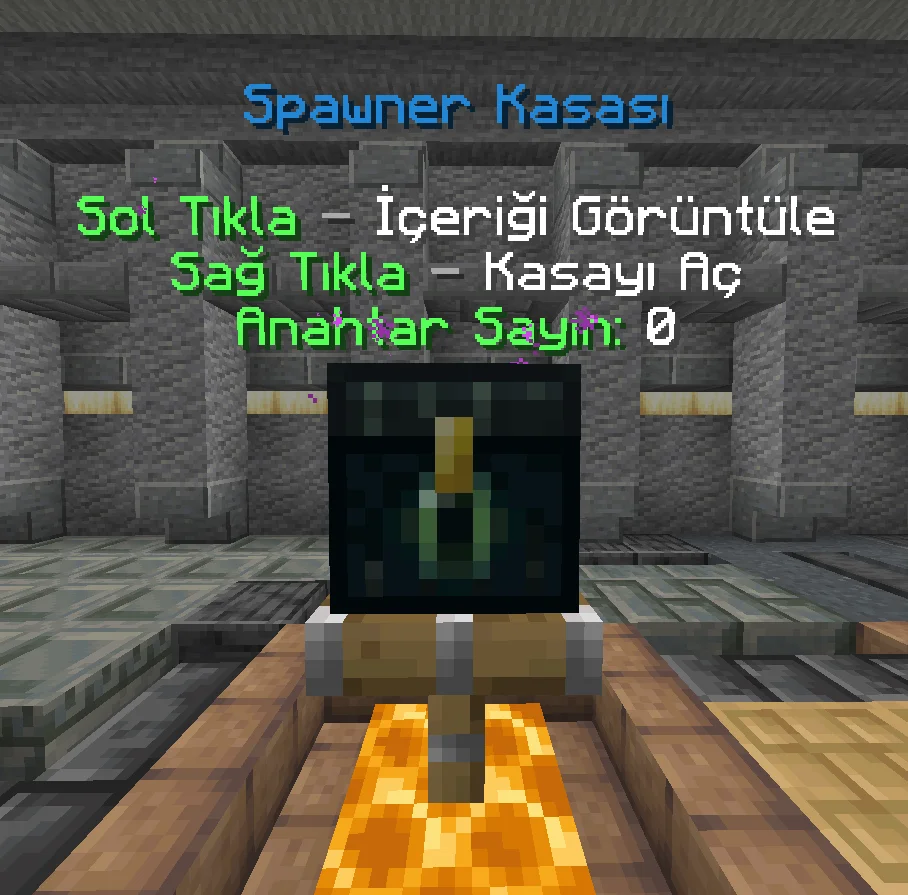 Spawner Kasası
Sol Tıkla – İçeriği Görüntüle
Sağ Tıkla – Kasayı Aç
Anahtar Sayın: 0